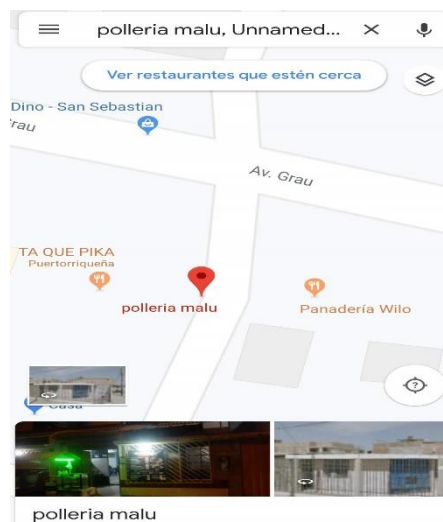 polleria malu, Unnamed...
Ver restaurantes que estén cerca
Dino - San Sebastian
rau
Av. Grau
TA QUE PIKA
Puertorriqueña
polleria malu
Panadería Wilo
Casa
polleria malu